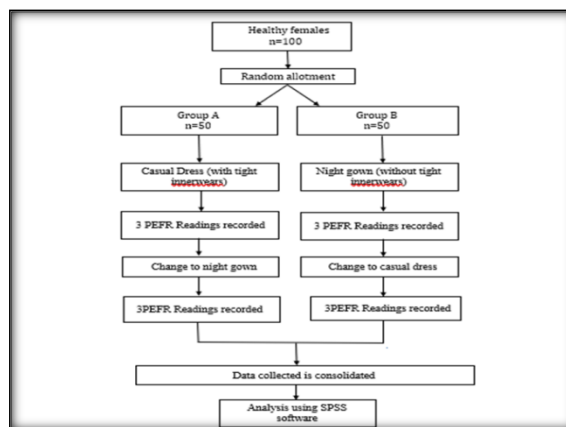 Healthy females
n=100
Random allotment
Group A
n=50
Group B
n=50
Casual Dress (with tight
innerwears)
Night gown (without tight
innerwears)
3 PEFR Readings recorded
3 PEFR Readings recorded
Change to night gown
Change to casual dress
3PEFR Readings recorded
3PEFR Readings recorded
Data collected is consolidated
Analysis using SPSS
software